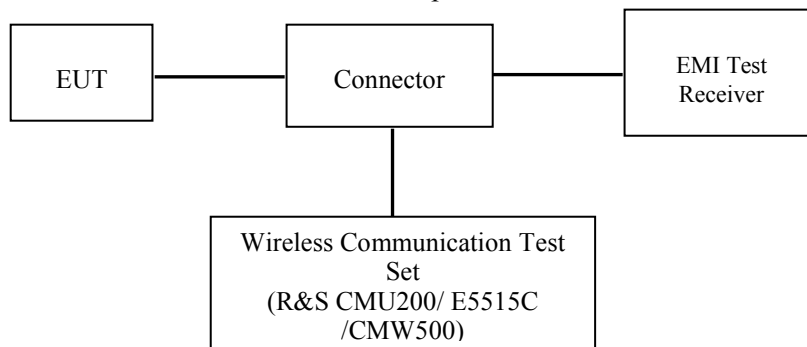 EUT
Connector
EMI Test
Receiver
Wireless Communication Test
Set
(R&S CMU200/ E5515C
/CMW500)